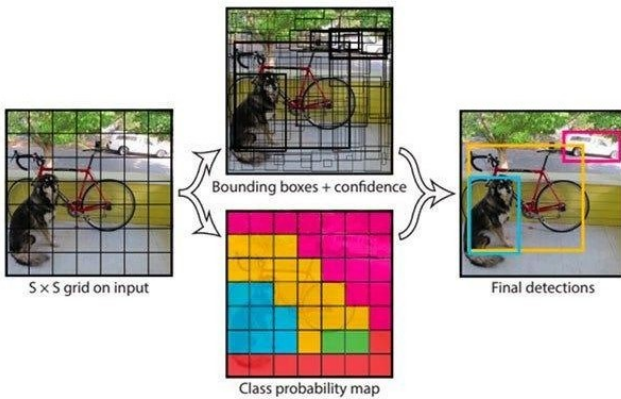 Bounding boxes + confidence
S × S grid on input
Final detections
Class probability map